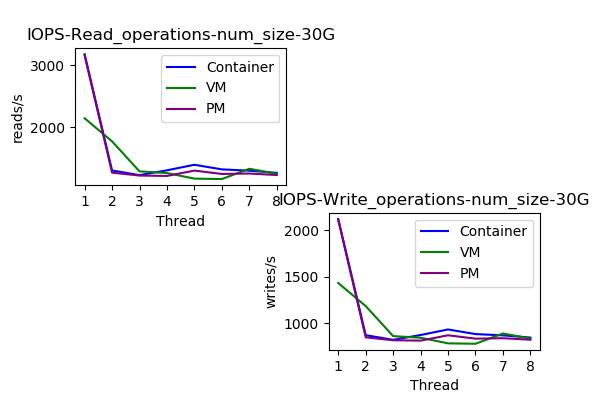 IOPS-Read_operations-num_size-30G
3000
2000
reads/s
Container
VM
PM
1 2 3 4 5 6 7 8
Thread
IOPS-Write_operations-num_size-30G
2000
1500
1000
writes/s
Container
VM
PM
1 2 3 4 5 6 7 8
Thread